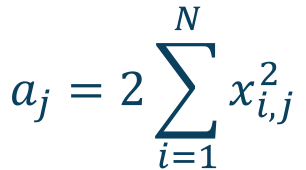 a_j = 2 \sum_{i=1}^{N} x_{i,j}^2